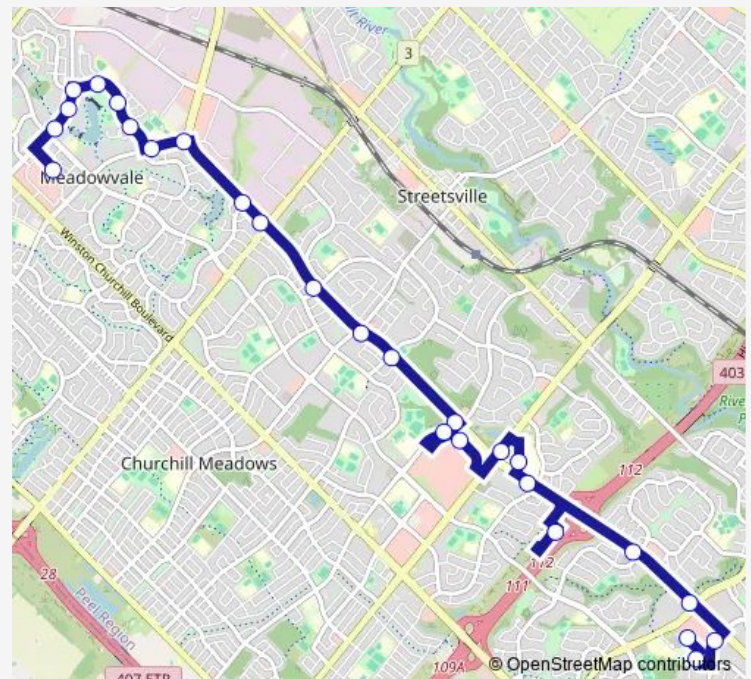 3
Meadowvale
Streetsville
Winston Churchill Boulevard
403
Churchill Meadows
112
112
28
111
Peel Region
109A
407 ETR
© OpenStreetMap contributors